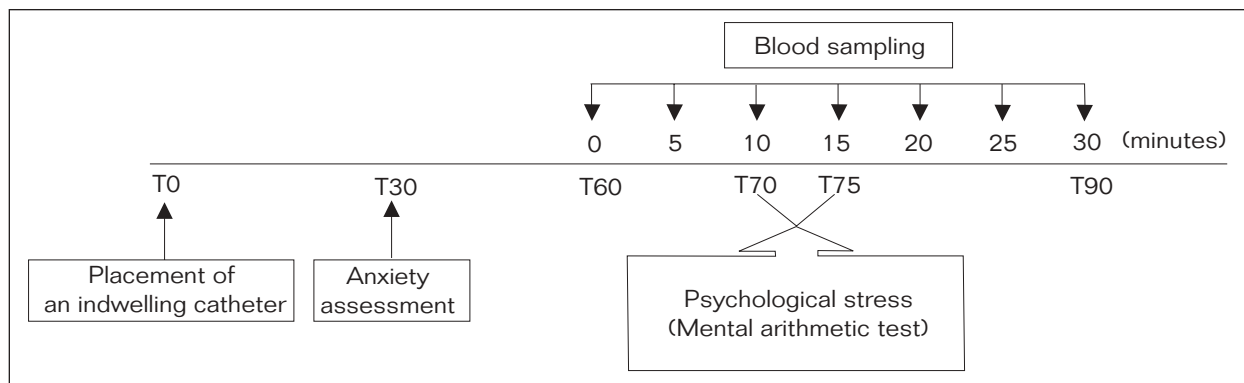 Blood sampling
0 5 10 15 20 25 30 (minutes)
T0 T30 T60 T70 T75 T90
Placement of
an indwelling catheter
Anxiety
assessment
Psychological stress
(Mental arithmetic test)